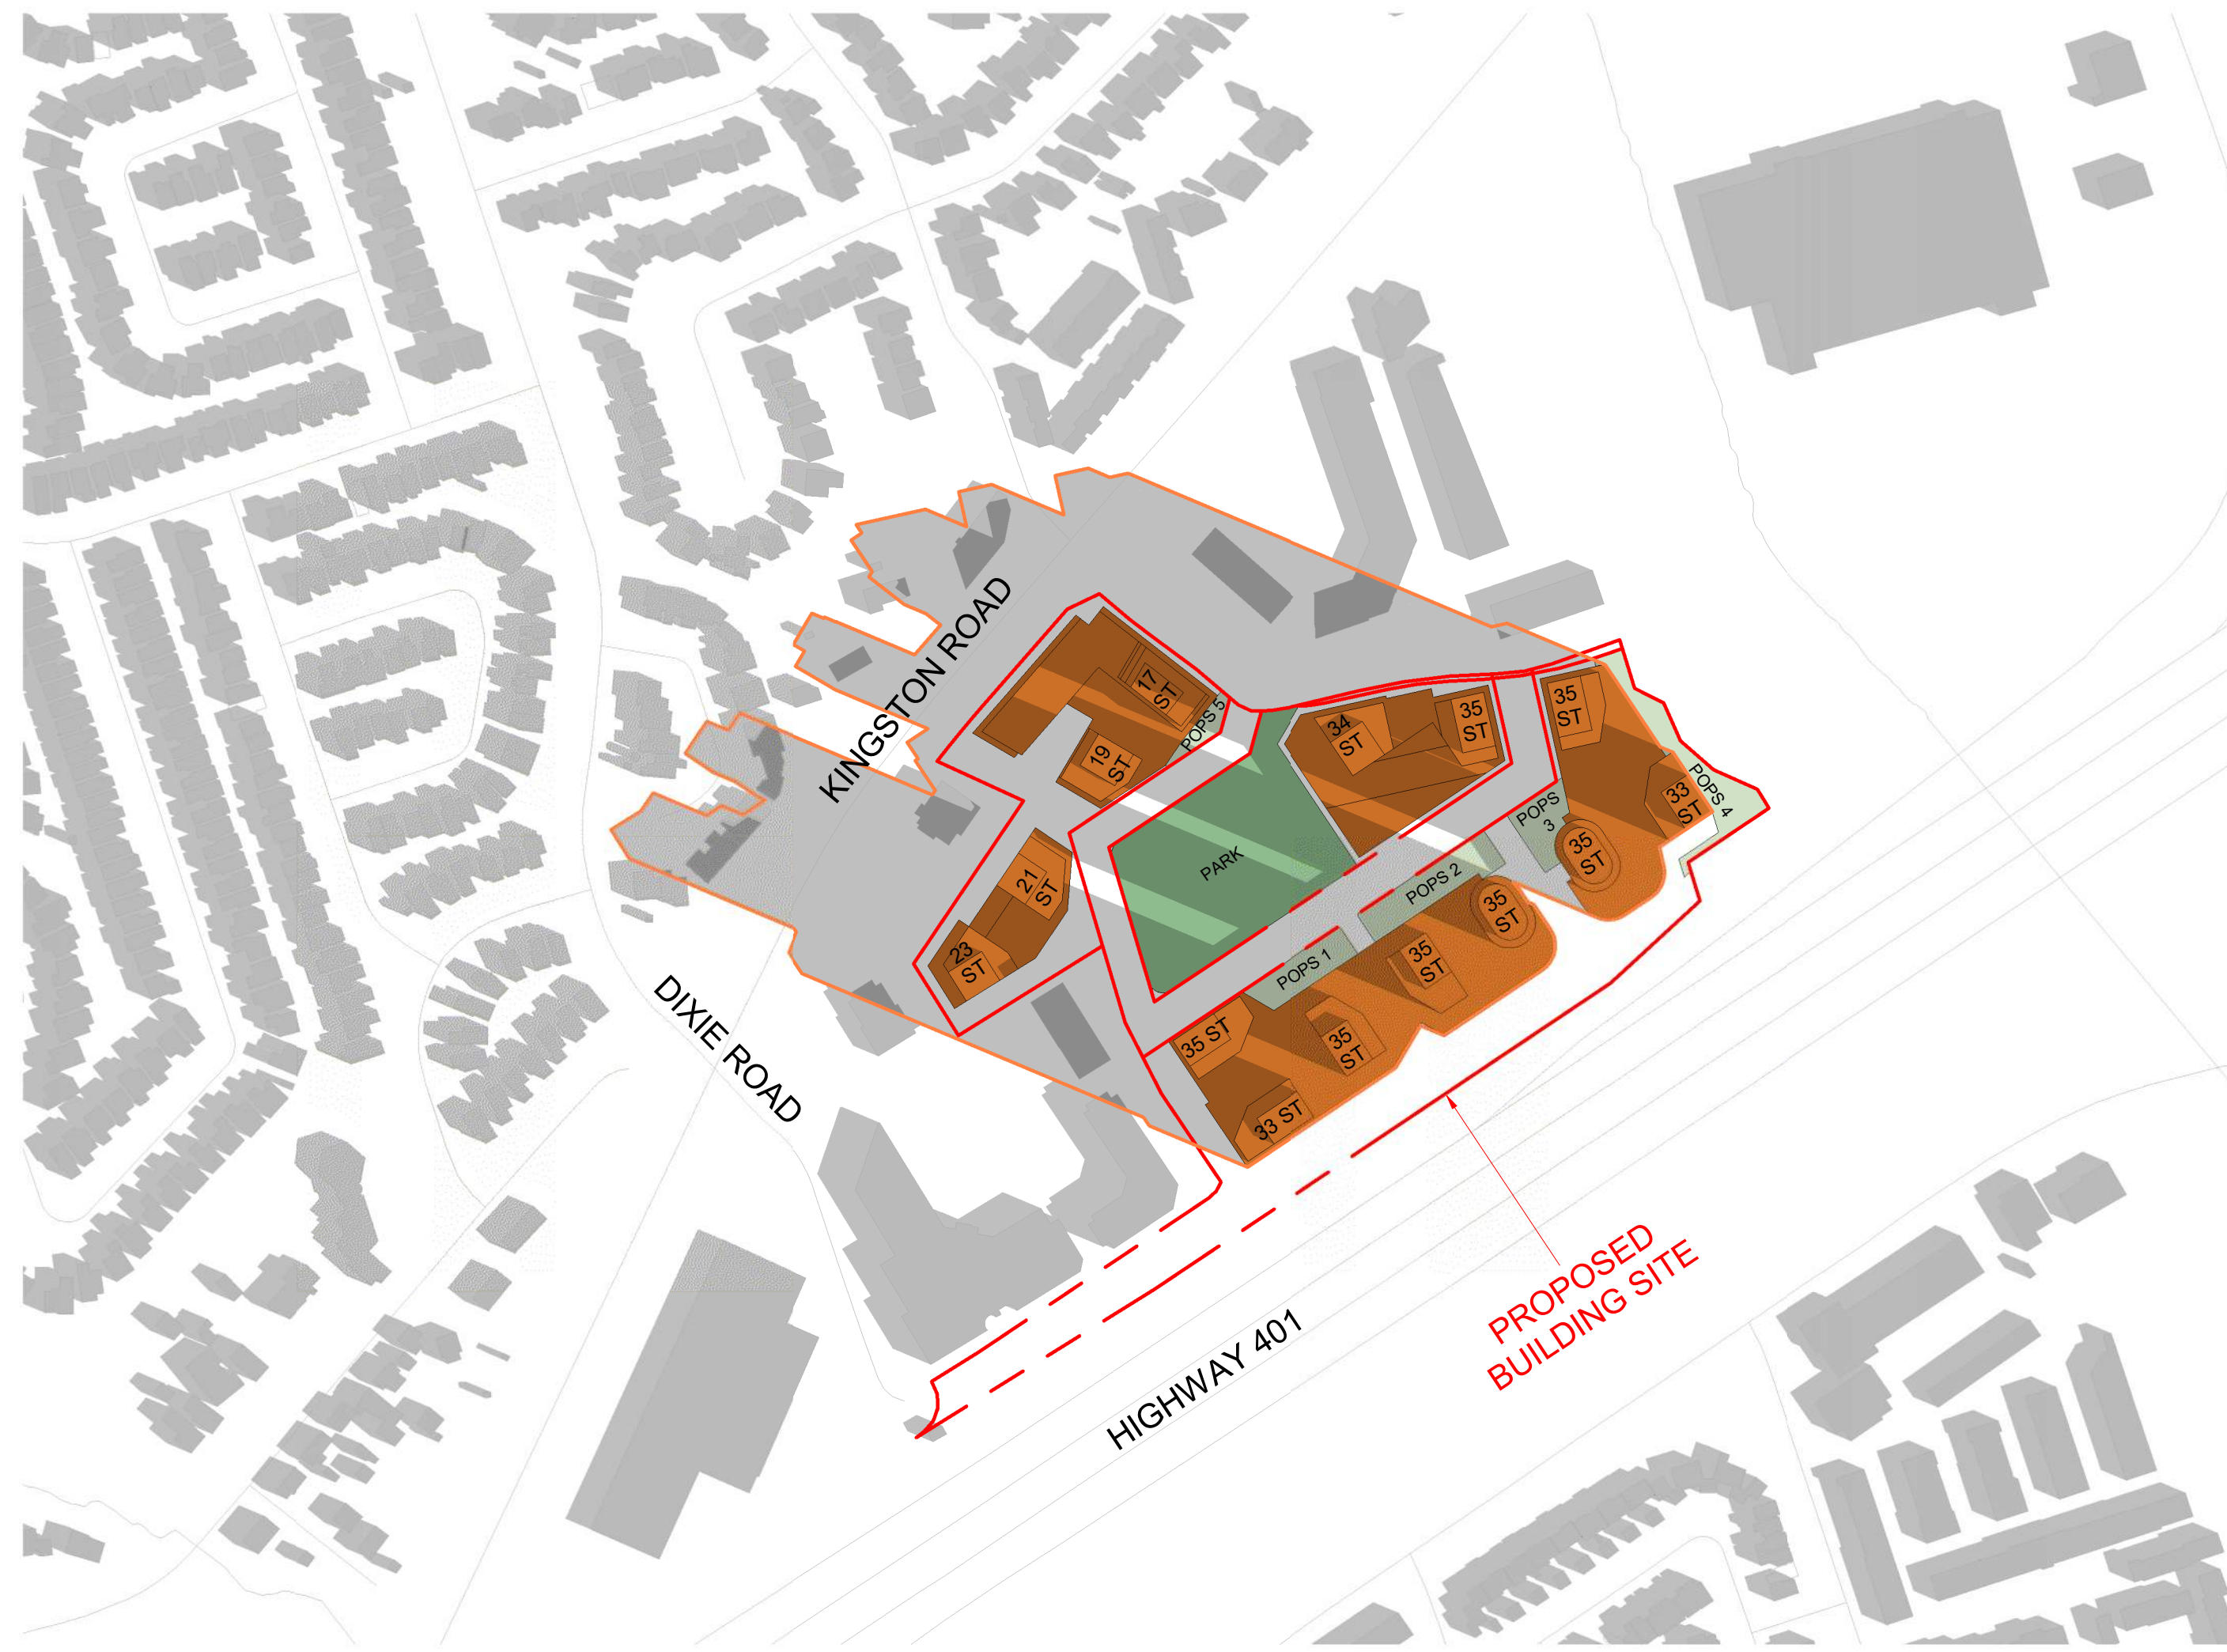 KINGSTON ROAD
17
ST
POPS 5
19
ST
34
ST
35
ST
35
ST
33
ST
POPS 4
POPS
3
35
ST
PARK
POPS 2
21
ST
35
ST
23
ST
POPS 1
35
ST
35 ST
35
ST
33 ST
DIXIE ROAD
PROPOSED
BUILDING SITE
HIGHWAY 401